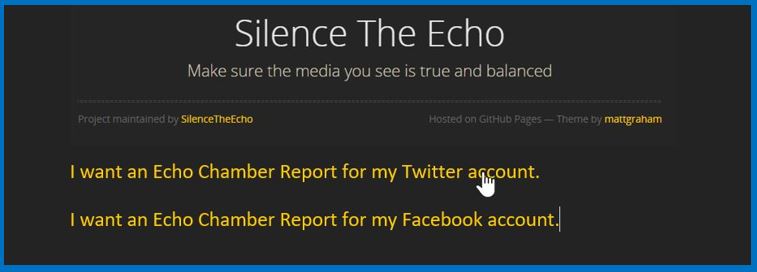 Silence The Echo
Make sure the media you see is true and balanced
Project maintained by SilenceTheEcho
Hosted on GitHub Pages — Theme by mattgraham
I want an Echo Chamber Report for my Twitter account.
I want an Echo Chamber Report for my Facebook account.